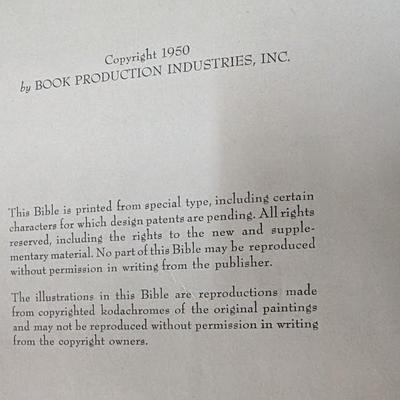 Copyright 1950
by BOOK PRODUCTION INDUSTRIES, INC.
This Bible is printed from special type, including certain
characters for which design patents are pending. All rights
reserved, including the rights to the new and supple-
mentary material. No part of this Bible may be reproduced
without permission in writing from the publisher.
The illustrations in this Bible are reproductions made
from copyrighted kodachromes of the original paintings
and may not be reproduced without permission in writing
from the copyright owners.